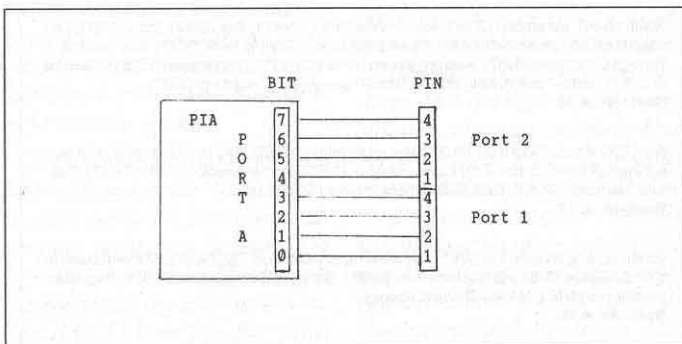 BIT PIN
PIA 7 4
P 6 3 Port 2
O 5 2
R 4 1
T 3 4
2 3 Port 1
A 1 2
0 1